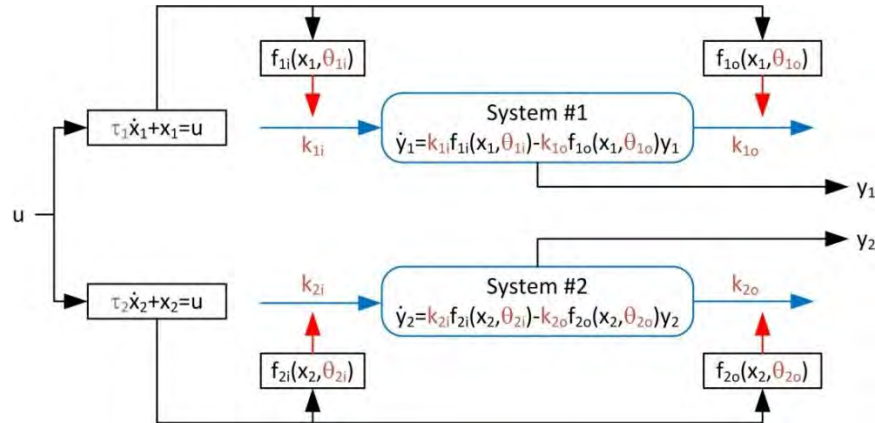 f₁ᵢ(x₁,θ₁ᵢ)
f₁ₒ(x₁,θ₁ₒ)
τ₁ẋ₁+x₁=u
k₁ᵢ
System #1
ẏ₁=k₁ᵢf₁ᵢ(x₁,θ₁ᵢ)-k₁ₒf₁ₒ(x₁,θ₁ₒ)y₁
k₁ₒ
y₁
u
y₂
τ₂ẋ₂+x₂=u
k₂ᵢ
System #2
ẏ₂=k₂ᵢf₂ᵢ(x₂,θ₂ᵢ)-k₂ₒf₂ₒ(x₂,θ₂ₒ)y₂
k₂ₒ
f₂ᵢ(x₂,θ₂ᵢ)
f₂ₒ(x₂,θ₂ₒ)